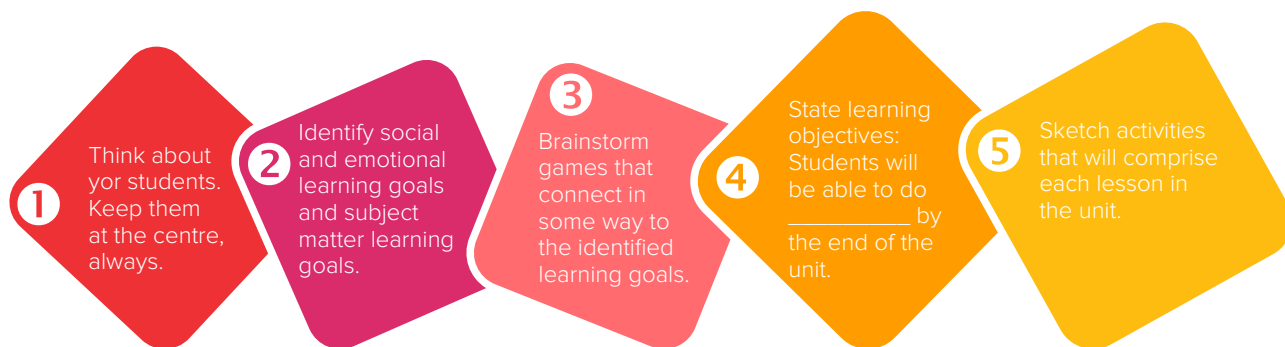 1
Think about
yor students.
Keep them
at the centre,
always.
2
Identify social
and emotional
learning goals
and subject
matter learning
goals.
3
Brainstorm
games that
connect in
some way to
the identified
learning goals.
4
State learning
objectives:
Students will
be able to do
__________ by
the end of the
unit.
5
Sketch activities
that will comprise
each lesson in
the unit.